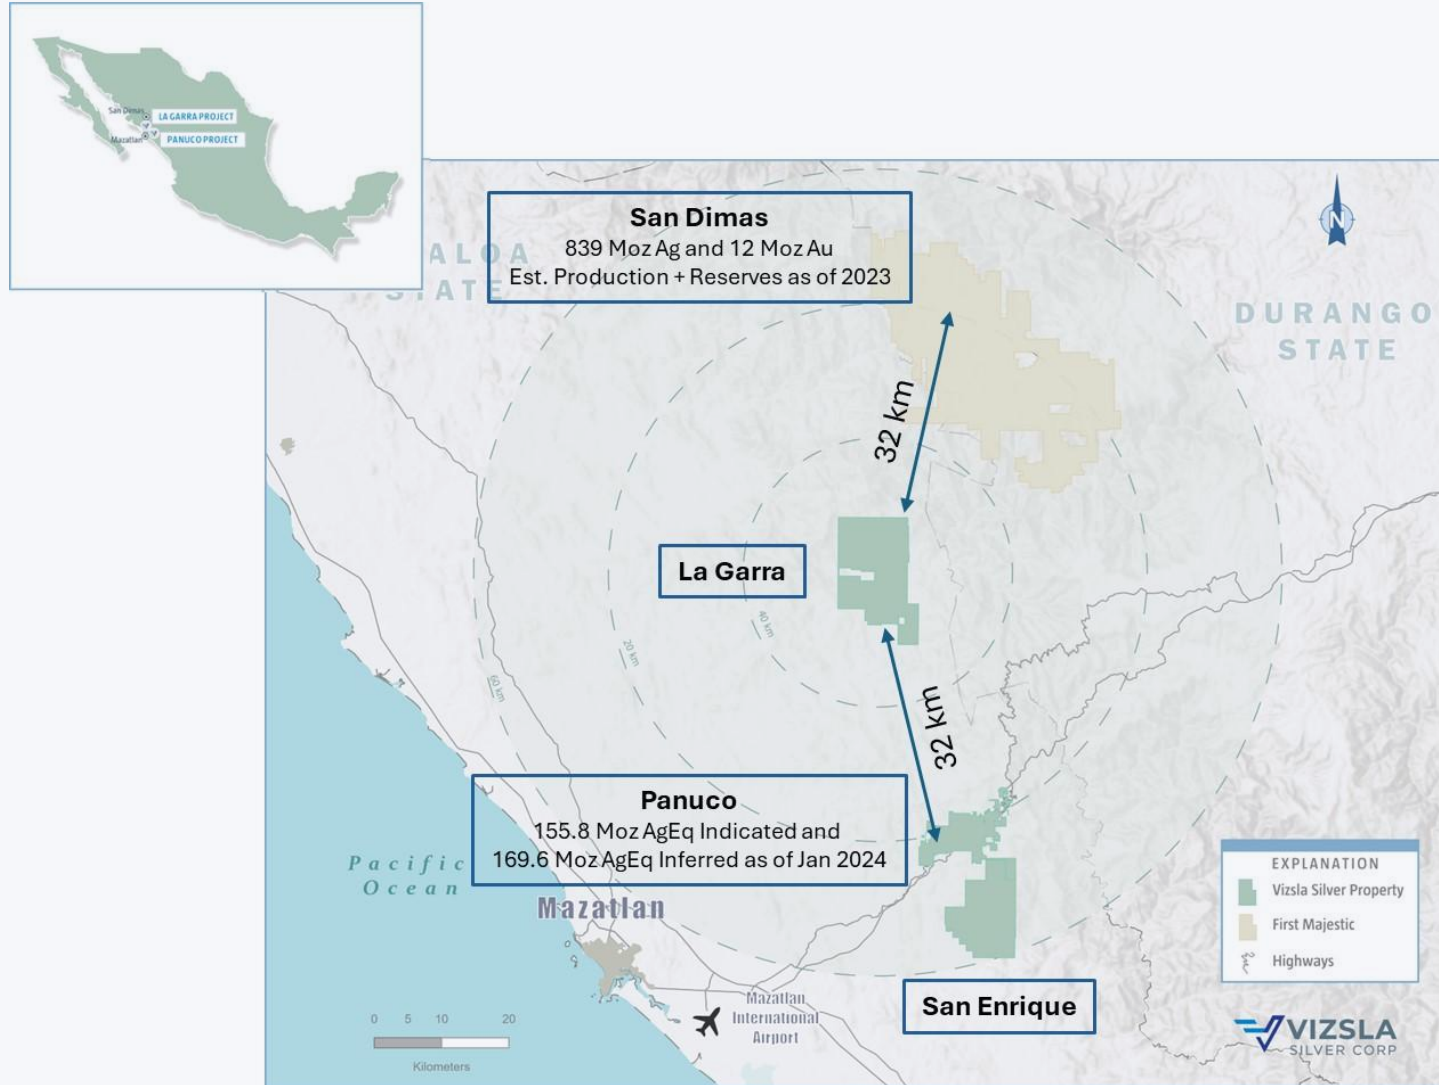 San Dimas
LA GARRA PROJECT
Mazatlan
PANUCO PROJECT
San Dimas
839 Moz Ag and 12 Moz Au
Est. Production + Reserves as of 2023
ALOA
STATE
N
DURANGO
STATE
32 km
La Garra
40 km
20 km
60 km
32 km
Panuco
155.8 Moz AgEq Indicated and
169.6 Moz AgEq Inferred as of Jan 2024
Pacific
Ocean
Mazatlan
San Enrique
Mazatlan
International
Airport
0 5 10 20
Kilometers
EXPLANATION
Vizsla Silver Property
First Majestic
Highways
VIZSLA
SILVER CORP